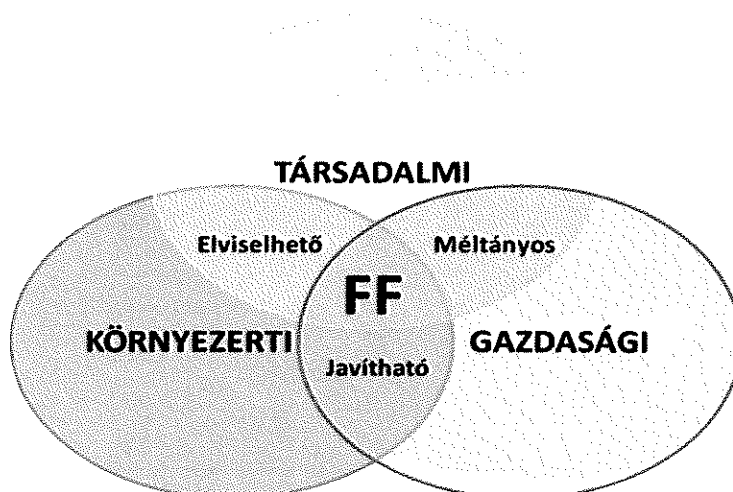 TÁRSADALMI
Elviselhető Méltányos
FF
KÖRNYEZERTI GAZDASÁGI
Javítható